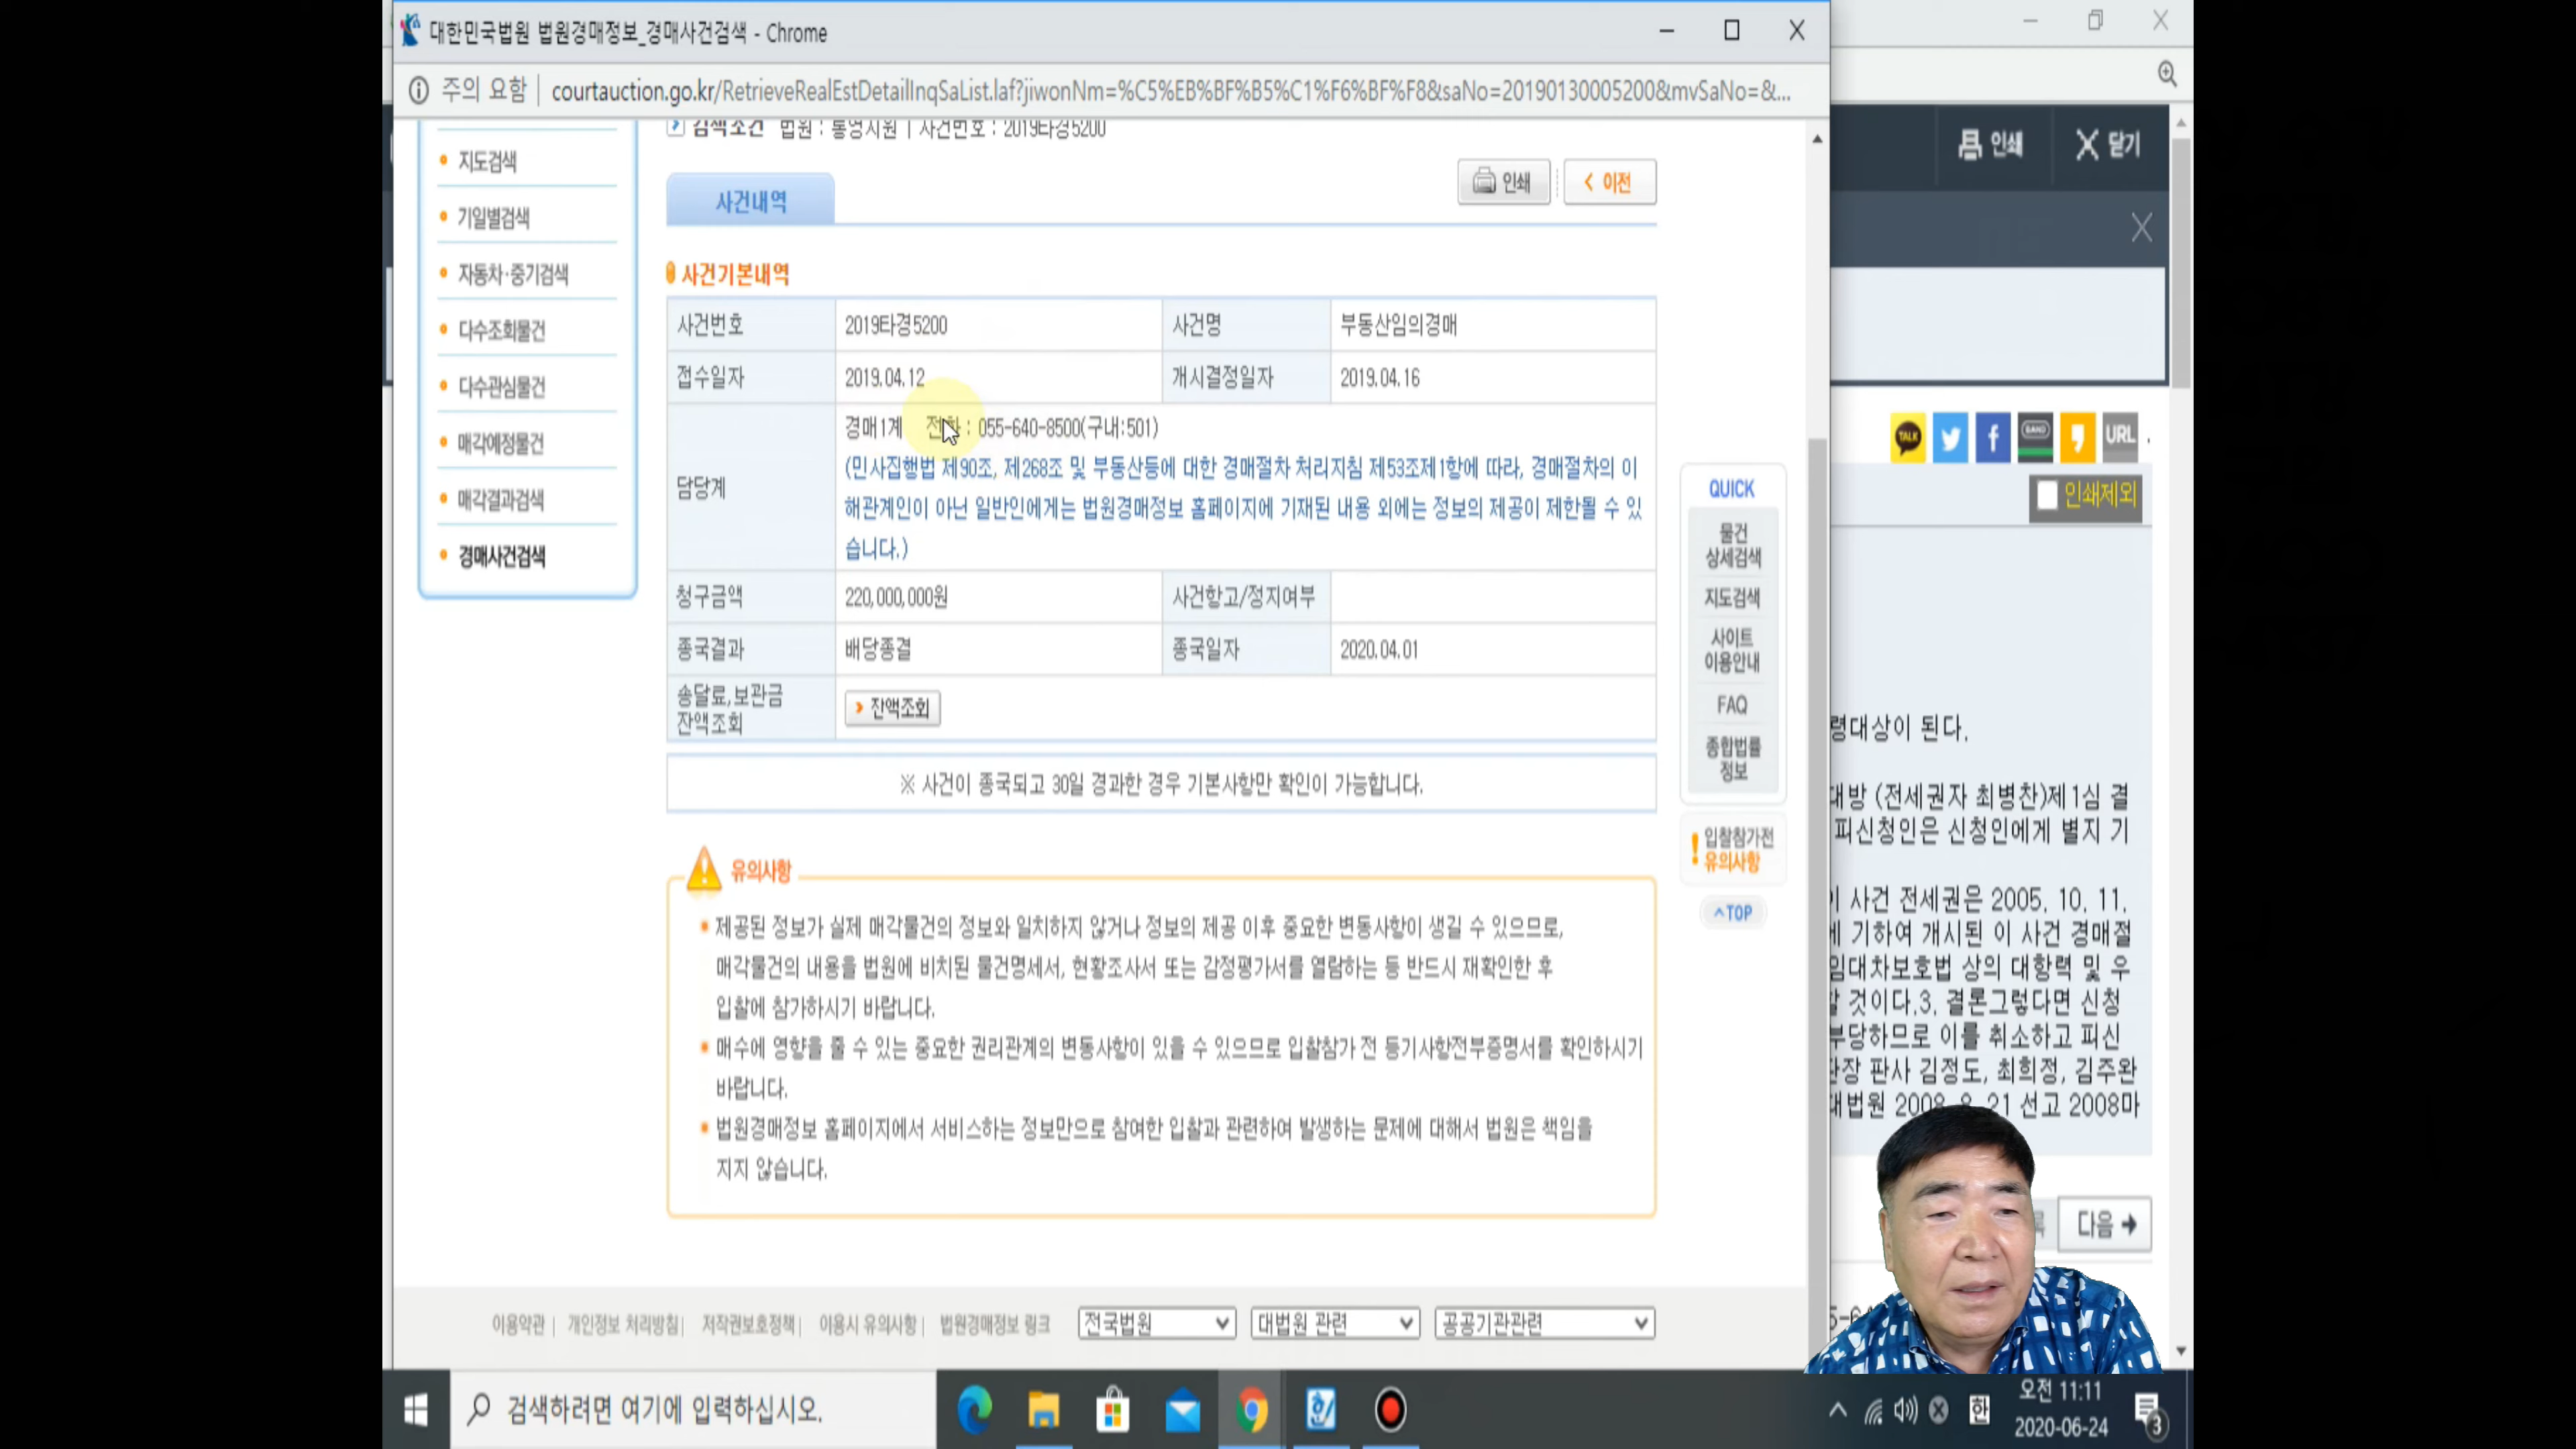 대한민국법원 법원경매정보_경매사건검색 - Chrome
주의 요함
courtauction.go.kr/RetrieveRealEstDetailInqSaList.laf?jiwonNm=%C5%EB%BF%B5%C1%F6%BF%F8&saNo=20190130005200&mvSaNo=&...
검색조건 법원 : 통영지원 | 사건번호 : 2019타경5200
지도검색
기일별검색
자동차·중기검색
다수조회물건
다수관심물건
매각예정물건
매각결과검색
경매사건검색
인쇄
< 이전
사건내역
사건기본내역
사건번호 2019타경5200 사건명 부동산임의경매
접수일자 2019.04.12 개시결정일자 2019.04.16
담당계
경매1계 전화 : 055-640-8500(구내:501)
(민사집행법 제90조, 제268조 및 부동산등에 대한 경매절차 처리지침 제53조제1항에 따라, 경매절차의 이
해관계인이 아닌 일반인에게는 법원경매정보 홈페이지에 기재된 내용 외에는 정보의 제공이 제한될 수 있
습니다.)
청구금액 220,000,000원 사건항고/정지여부
종국결과 배당종결 종국일자 2020.04.01
송달료,보관금
잔액조회
잔액조회
※ 사건이 종국되고 30일 경과한 경우 기본사항만 확인이 가능합니다.
유의사항
제공된 정보가 실제 매각물건의 정보와 일치하지 않거나 정보의 제공 이후 중요한 변동사항이 생길 수 있으므로,
매각물건의 내용을 법원에 비치된 물건명세서, 현황조사서 또는 감정평가서를 열람하는 등 반드시 재확인한 후
입찰에 참가하시기 바랍니다.
매수에 영향을 줄 수 있는 중요한 권리관계의 변동사항이 있을 수 있으므로 입찰참가 전 등기사항전부증명서를 확인하시기
바랍니다.
법원경매정보 홈페이지에서 서비스하는 정보만으로 참여한 입찰과 관련하여 발생하는 문제에 대해서 법원은 책임을
지지 않습니다.
QUICK
물건
상세검색
지도검색
사이트
이용안내
FAQ
종합법률
정보
입찰참가전
유의사항
^TOP
이용약관 | 개인정보 처리방침 | 저작권보호정책 | 이용시 유의사항 | 법원경매정보 링크
전국법원
대법원 관련
공공기관관련
인쇄
닫기
TALK
BAND
URL
인쇄제외
령대상이 된다.
대방 (전세권자 최병찬)제1심 결
피신청인은 신청인에게 별지 기
이 사건 전세권은 2005. 10. 11.
에 기하여 개시된 이 사건 경매절
임대차보호법 상의 대항력 및 우
할 것이다.3. 결론그렇다면 신청
부당하므로 이를 취소하고 피신
판장 판사 김정도, 최희정, 김주완
대법원 2008. 8. 21 선고 2008마
다음
검색하려면 여기에 입력하십시오.
한
오전 11:11
2020-06-24
3